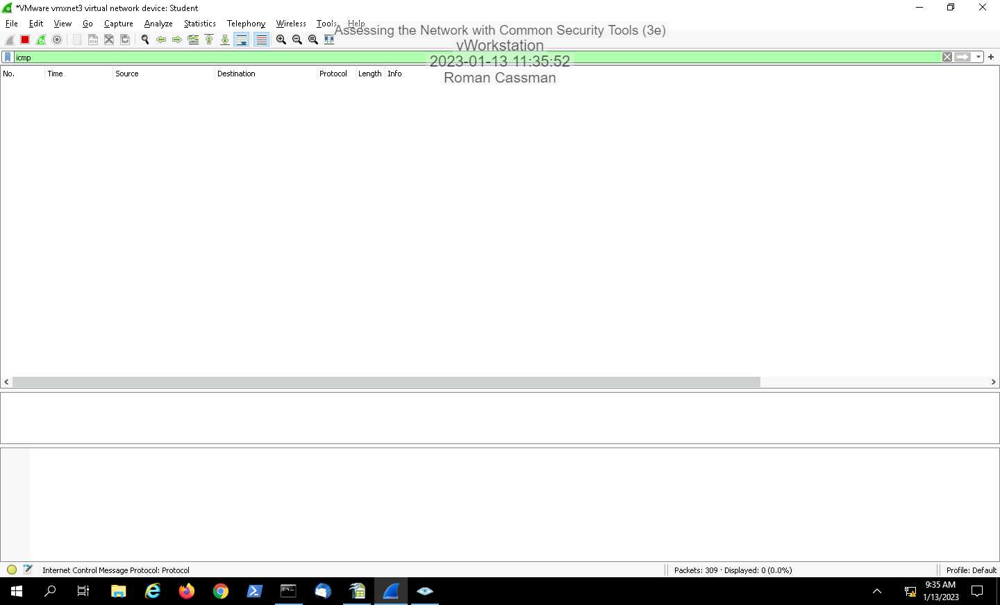 *VMware vmxnet3 virtual network device: Student
File Edit View Go Capture Analyze Statistics Telephony Wireless Tools Help
Assessing the Network with Common Security Tools (3e)
vWorkstation
2023-01-13 11:35:52
Roman Cassman
icmp
No. Time Source Destination Protocol Length Info
Internet Control Message Protocol: Protocol
Packets: 309 · Displayed: 0 (0.0%)
Profile: Default
9:35 AM
1/13/2023